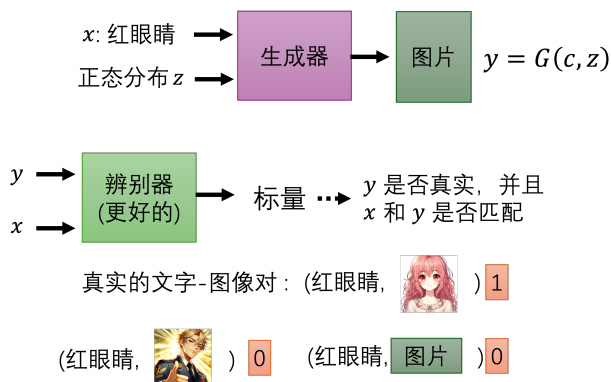 x: 红眼睛
正态分布 z
生成器
图片
y = G(c, z)
y
x
辨别器
(更好的)
标量
y 是否真实，并且
x 和 y 是否匹配
真实的文字-图像对： (红眼睛, ) 1
(红眼睛, ) 0
(红眼睛, 图片 ) 0